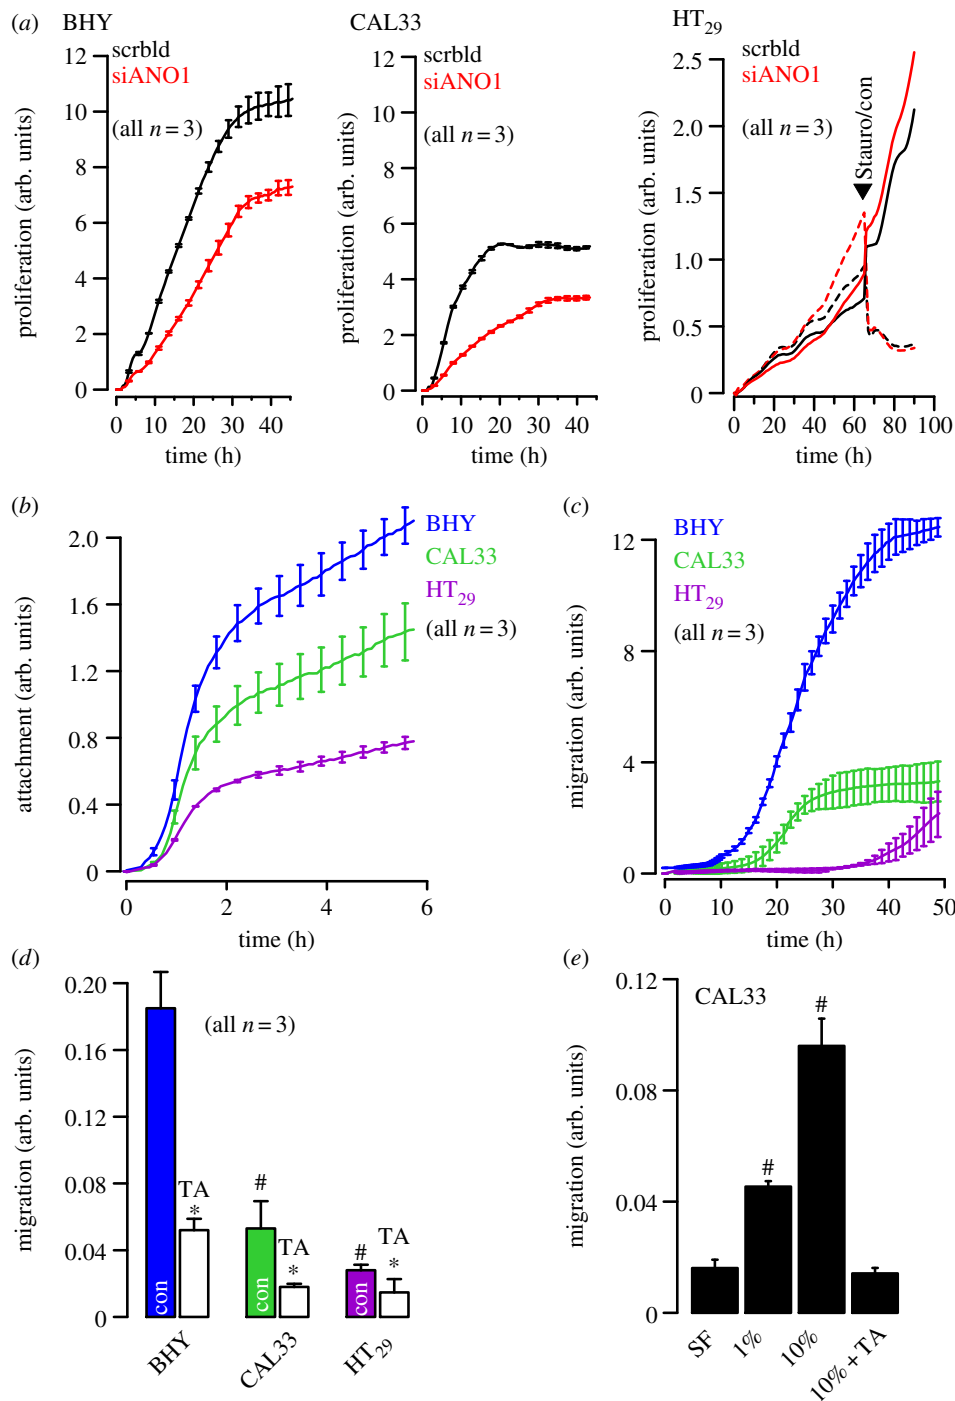 (a) BHY
scrbld
siANO1
(all n = 3)
proliferation (arb. units)
12
10
8
6
4
2
0
0 10 20 30 40
time (h)
CAL33
scrbld
siANO1
(all n = 3)
proliferation (arb. units)
12
10
8
6
4
2
0
0 10 20 30 40
time (h)
HT29
scrbld
siANO1
(all n = 3)
Stauro/con
proliferation (arb. units)
2.5
2.0
1.5
1.0
0.5
0
0 20 40 60 80 100
time (h)
(b)
BHY
CAL33
HT29
(all n = 3)
attachment (arb. units)
2.0
1.6
1.2
0.8
0.4
0
0 2 4 6
time (h)
(c)
BHY
CAL33
HT29
(all n = 3)
migration (arb. units)
12
8
4
0
0 10 20 30 40 50
time (h)
(d)
(all n = 3)
migration (arb. units)
0.20
0.16
0.12
0.08
0.04
0
con
TA
*
#
con
TA
*
#
con
TA
*
BHY CAL33 HT29
(e)
CAL33
migration (arb. units)
0.12
0.08
0.04
0
#
#
SF 1% 10% 10% + TA